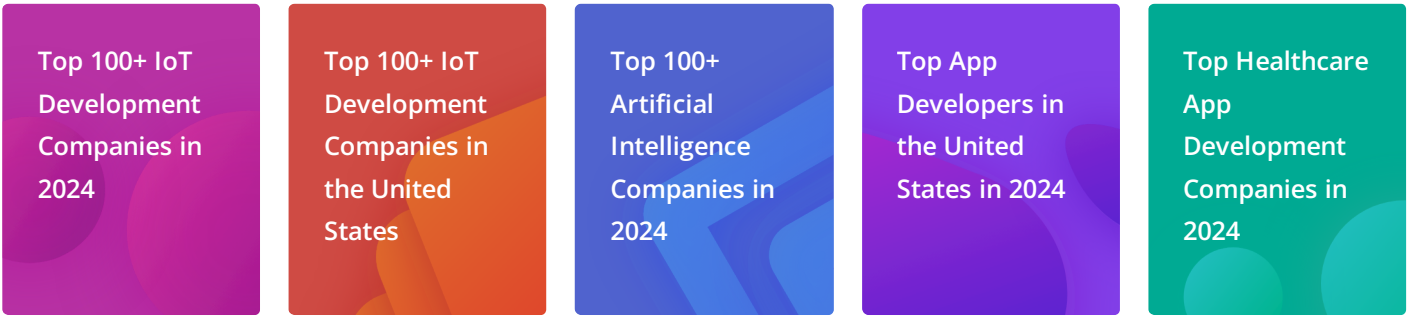 Top 100+ IoT
Development
Companies in
2024
Top 100+ IoT
Development
Companies in
the United
States
Top 100+
Artificial
Intelligence
Companies in
2024
Top App
Developers in
the United
States in 2024
Top Healthcare
App
Development
Companies in
2024